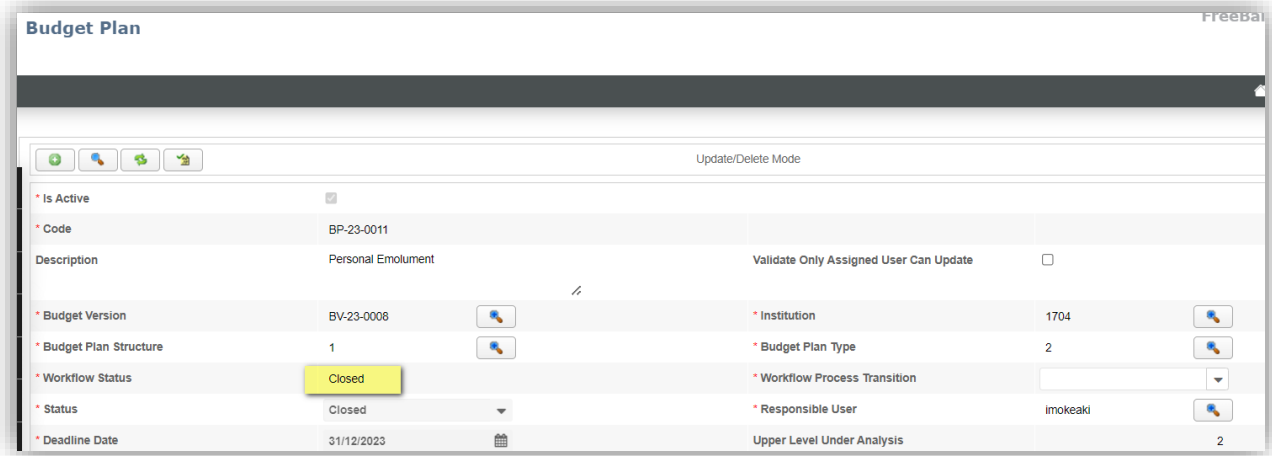 Budget Plan
Update/Delete Mode
* Is Active
* Code BP-23-0011
Description Personal Emolument Validate Only Assigned User Can Update
* Budget Version BV-23-0008 * Institution 1704
* Budget Plan Structure 1 * Budget Plan Type 2
* Workflow Status Closed * Workflow Process Transition
* Status Closed * Responsible User imokeaki
* Deadline Date 31/12/2023 Upper Level Under Analysis 2